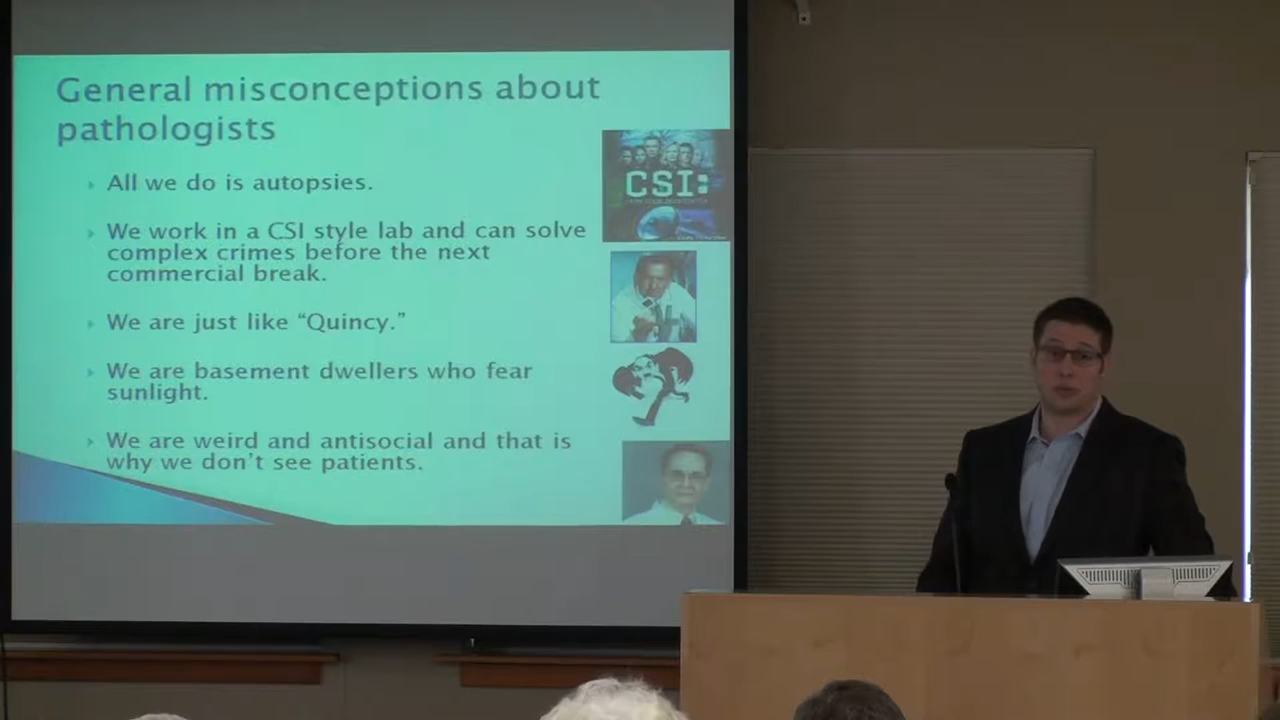 General misconceptions about
pathologists
All we do is autopsies.
We work in a CSI style lab and can solve
complex crimes before the next
commercial break.
We are just like “Quincy.”
We are basement dwellers who fear
sunlight.
We are weird and antisocial and that is
why we don’t see patients.
CSI: